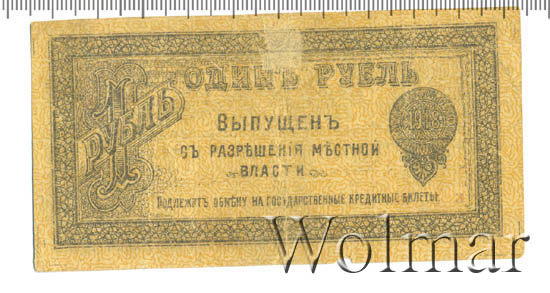 ОДИНЪ РУБЛЬ
1
РУБЛЬ
ВЫПУЩЕНЪ
1918
СЪ РАЗРѢШЕНІЯ МѢСТНОЙ
ВЛАСТИ
ПОДЛЕЖИТЪ ОБМѢНУ НА ГОСУДАРСТВЕННЫЕ КРЕДИТНЫЕ БИЛЕТЫ
Wolmar